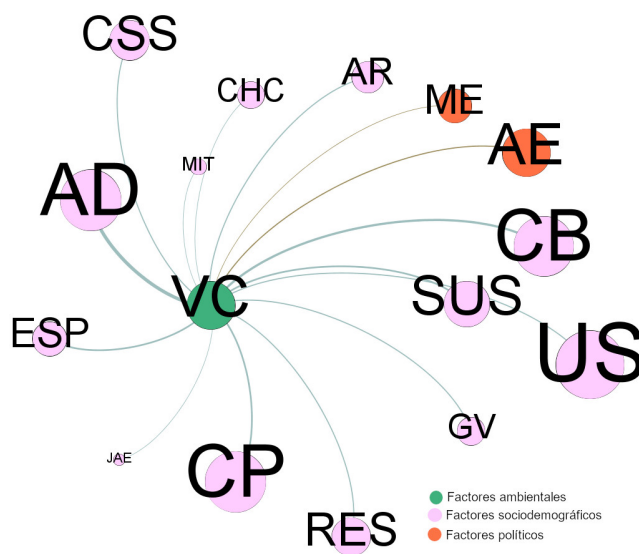 CSS
CHC
AR
ME
AE
MIT
AD
CB
VC
SUS
ESP
US
GV
JAE
CP
RES
Factores ambientales
Factores sociodemográficos
Factores políticos